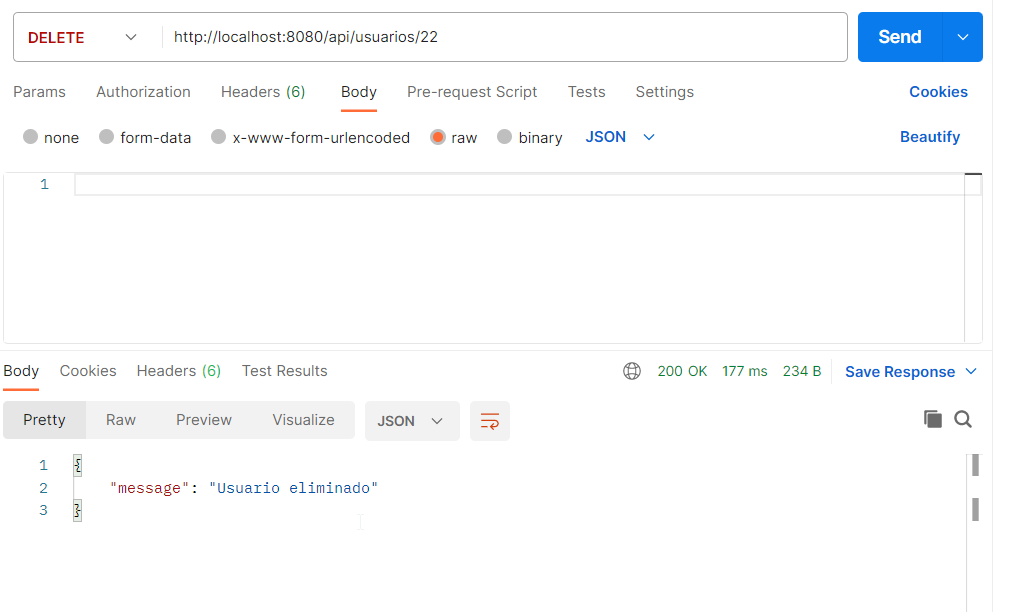 DELETE http://localhost:8080/api/usuarios/22 Send
Params Authorization Headers (6) Body Pre-request Script Tests Settings Cookies
none form-data x-www-form-urlencoded raw binary JSON Beautify
1
Body Cookies Headers (6) Test Results 200 OK 177 ms 234 B Save Response
Pretty Raw Preview Visualize JSON
1 {
2 "message": "Usuario eliminado"
3 }